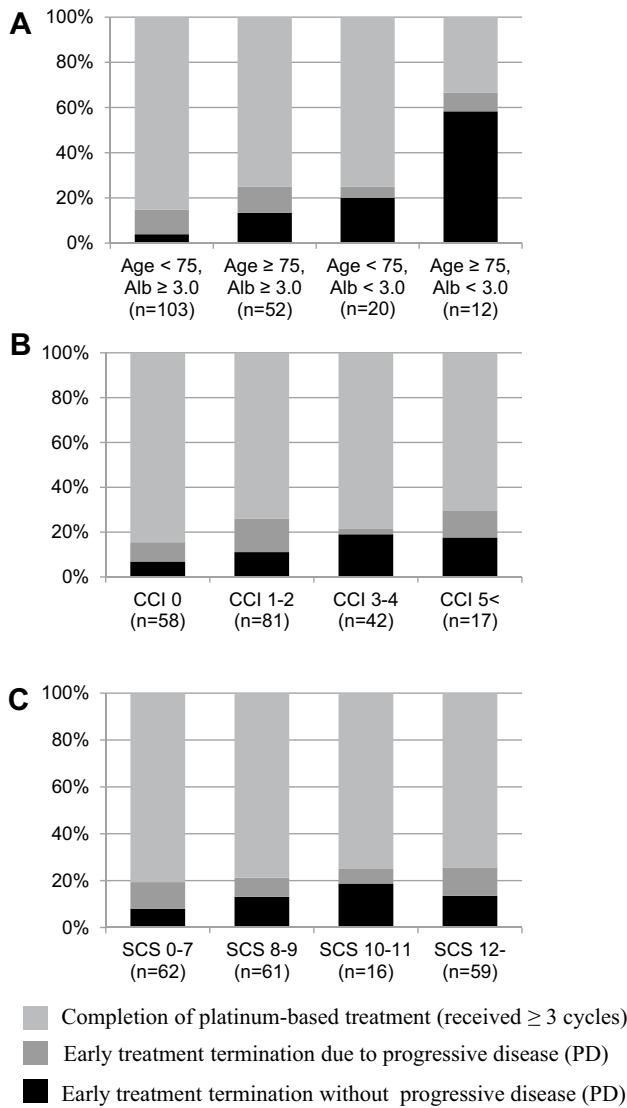 A
100%
80%
60%
40%
20%
0%
Age < 75, Age ≥ 75, Age < 75, Age ≥ 75,
Alb ≥ 3.0 Alb ≥ 3.0 Alb < 3.0 Alb < 3.0
(n=103) (n=52) (n=20) (n=12)
B
100%
80%
60%
40%
20%
0%
CCI 0 CCI 1-2 CCI 3-4 CCI 5<
(n=58) (n=81) (n=42) (n=17)
C
100%
80%
60%
40%
20%
0%
SCS 0-7 SCS 8-9 SCS 10-11 SCS 12-
(n=62) (n=61) (n=16) (n=59)
Completion of platinum-based treatment (received ≥ 3 cycles)
Early treatment termination due to progressive disease (PD)
Early treatment termination without progressive disease (PD)